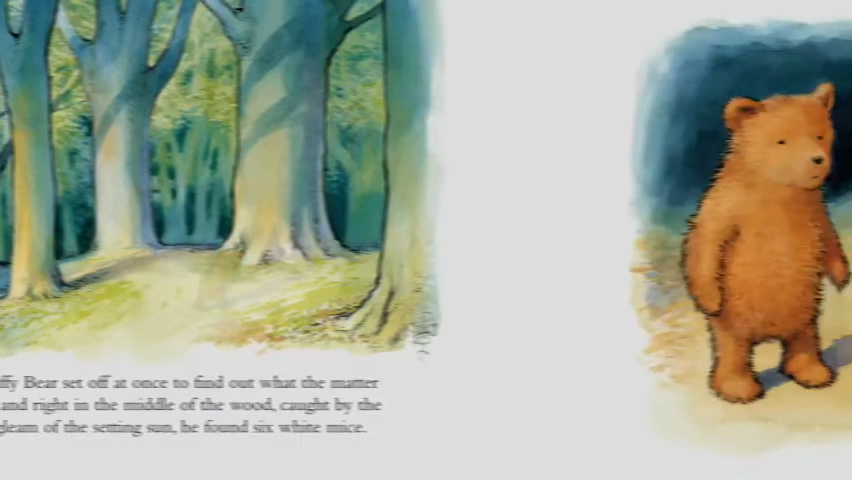 Bear set off at once to find out what the matter
and right in the middle of the wood, caught by the
gleam of the setting sun, he found six white mice.